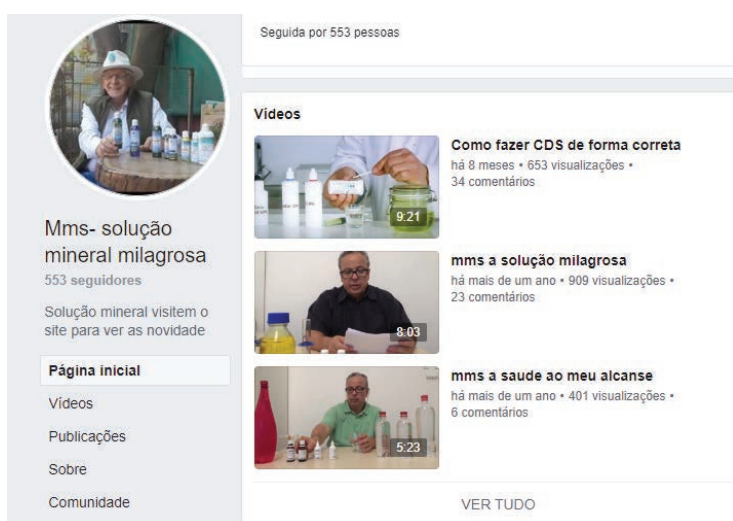 Seguida por 553 pessoas
Vídeos
Como fazer CDS de forma correta
há 8 meses • 653 visualizações •
34 comentários
9:21
mms a solução milagrosa
há mais de um ano • 909 visualizações •
23 comentários
8:03
mms a saude ao meu alcanse
há mais de um ano • 401 visualizações •
6 comentários
5:23
VER TUDO
Mms- solução
mineral milagrosa
553 seguidores
Solução mineral visitem o
site para ver as novidade
Página inicial
Vídeos
Publicações
Sobre
Comunidade